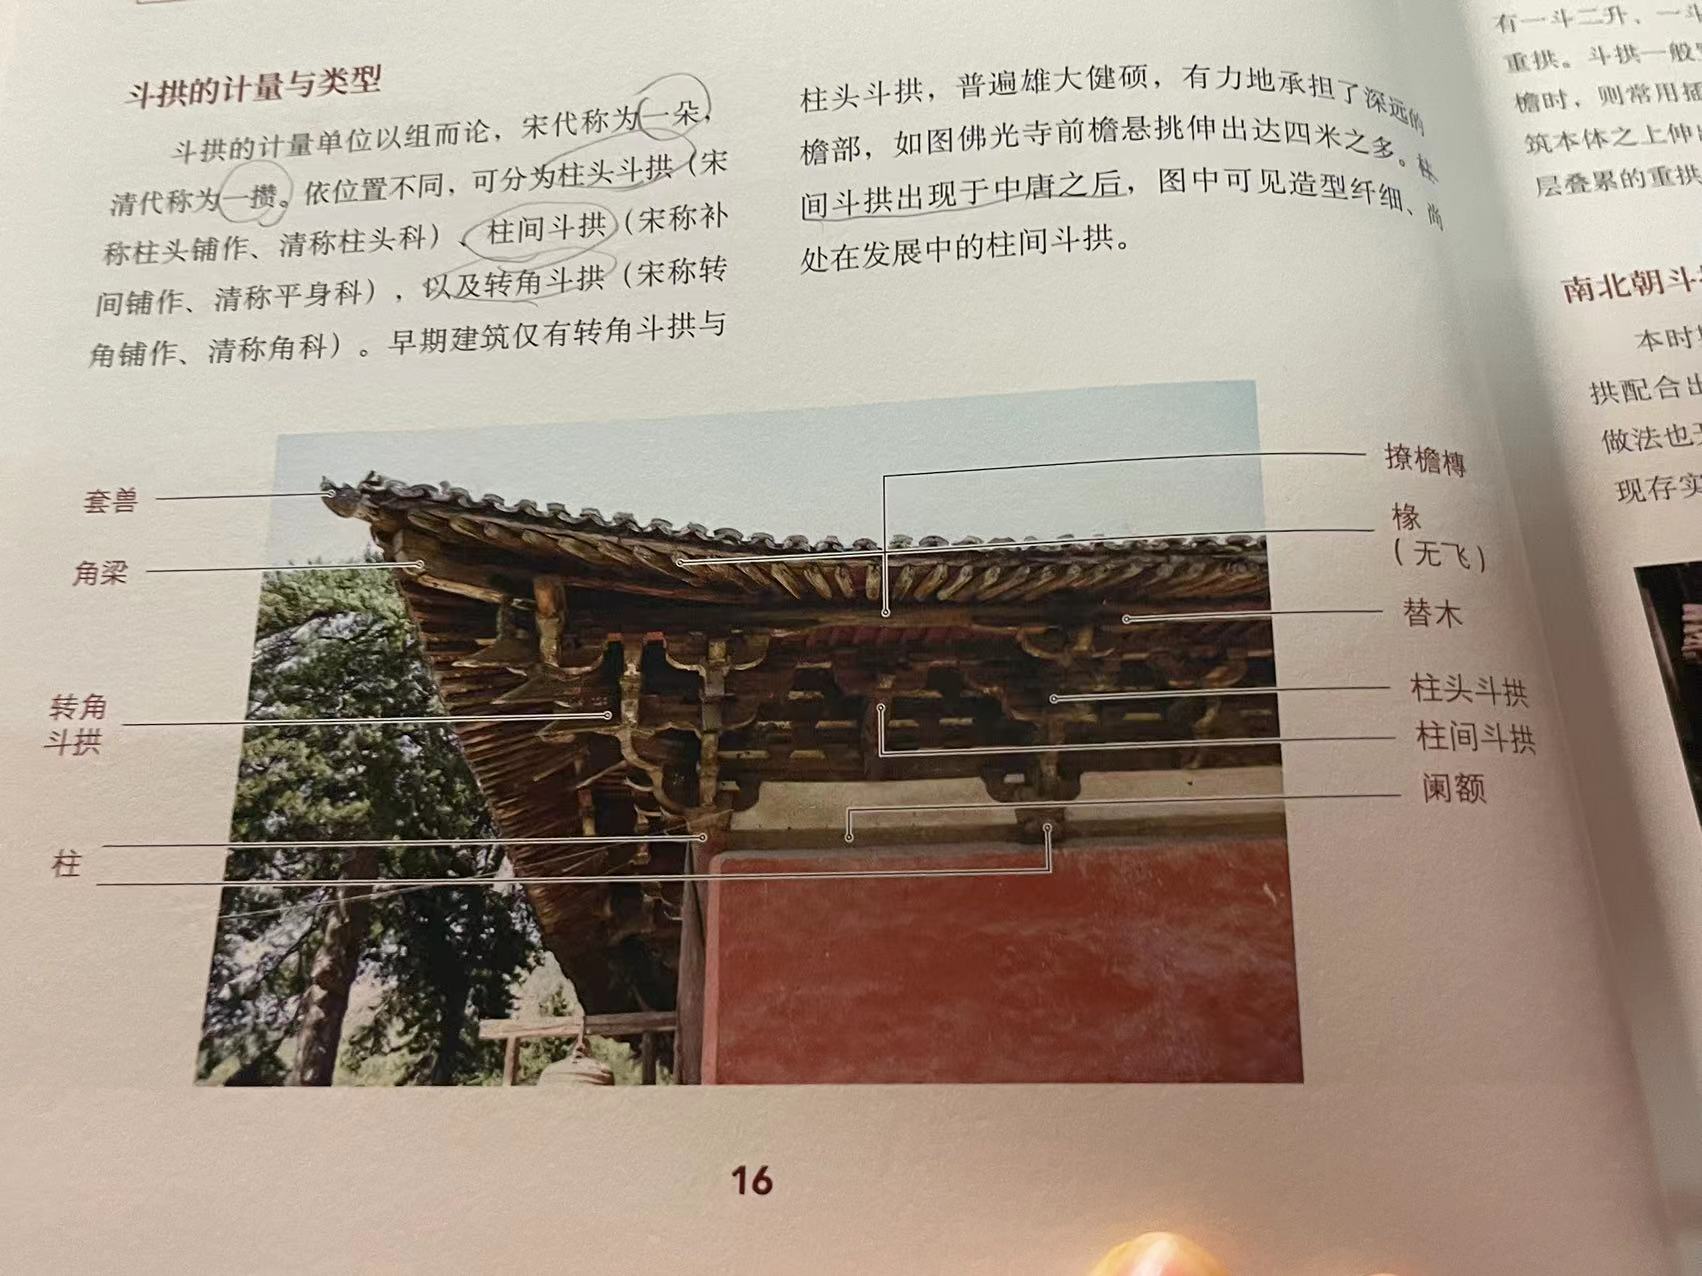 斗拱的计量与类型
斗拱的计量单位以组而论，宋代称为一朵，
清代称为一攒。依位置不同，可分为柱头斗拱（宋
称柱头铺作、清称柱头科）、柱间斗拱（宋称补
间铺作、清称平身科），以及转角斗拱（宋称转
角铺作、清称角科）。早期建筑仅有转角斗拱与
柱头斗拱，普遍雄大健硕，有力地承担了深远的
檐部，如图佛光寺前檐悬挑伸出达四米之多。柱
间斗拱出现于中唐之后，图中可见造型纤细、尚
处在发展中的柱间斗拱。
套兽
角梁
转角
斗拱
柱
撩檐槫
椽
（无飞）
替木
柱头斗拱
柱间斗拱
阑额
16
有一斗二升、一斗
重拱。斗拱一般
檐时，则常用插
筑本体之上伸
层叠累的重拱
南北朝斗
本时
拱配合出
做法也
现存实